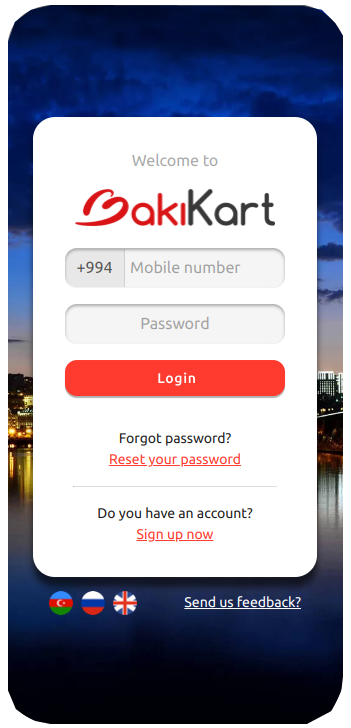 Welcome to
BakiKart
+994 Mobile number
Password
Login
Forgot password?
Reset your password
Do you have an account?
Sign up now
Send us feedback?